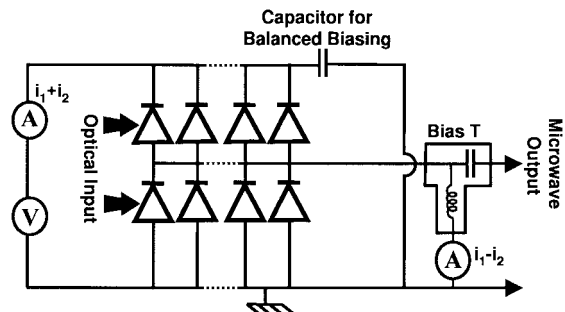 Capacitor for
Balanced Biasing
i₁+i₂
A
V
Optical Input
Bias T
Microwave
Output
A
i₁-i₂